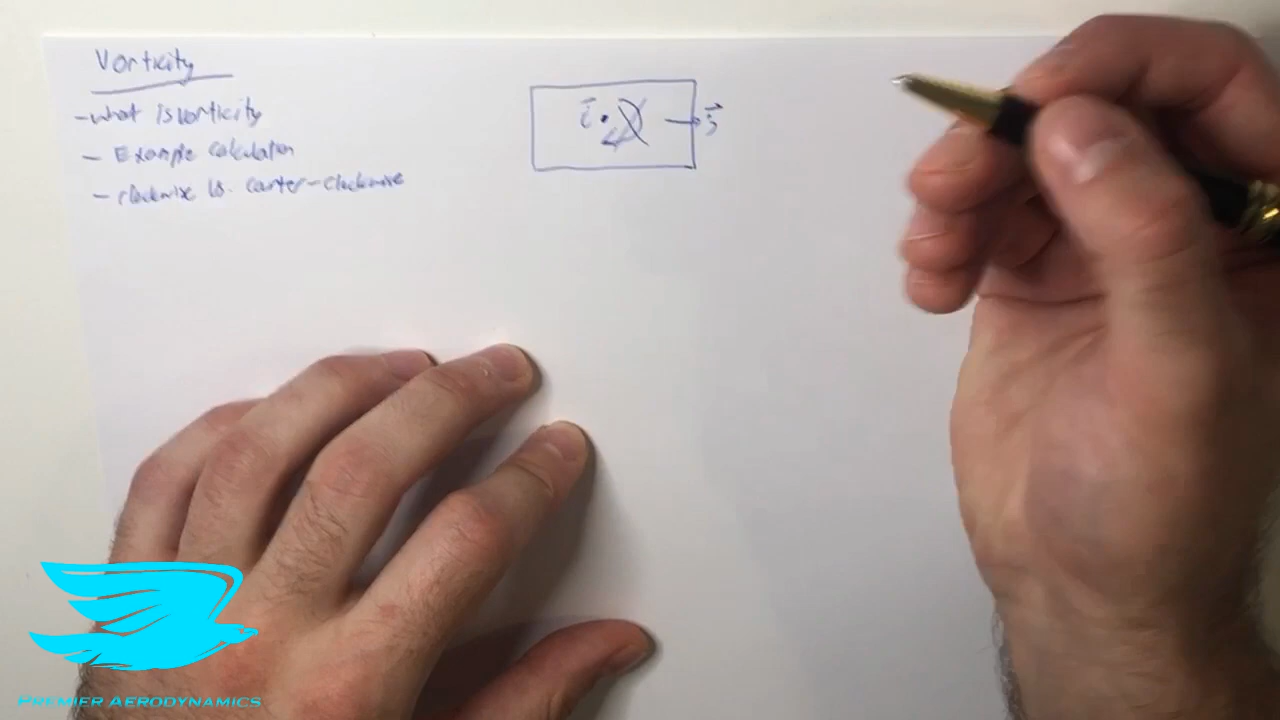 Vorticity
- what is vorticity
- Example calculation
- clockwise vs. counter-clockwise
PREMIER AERODYNAMICS